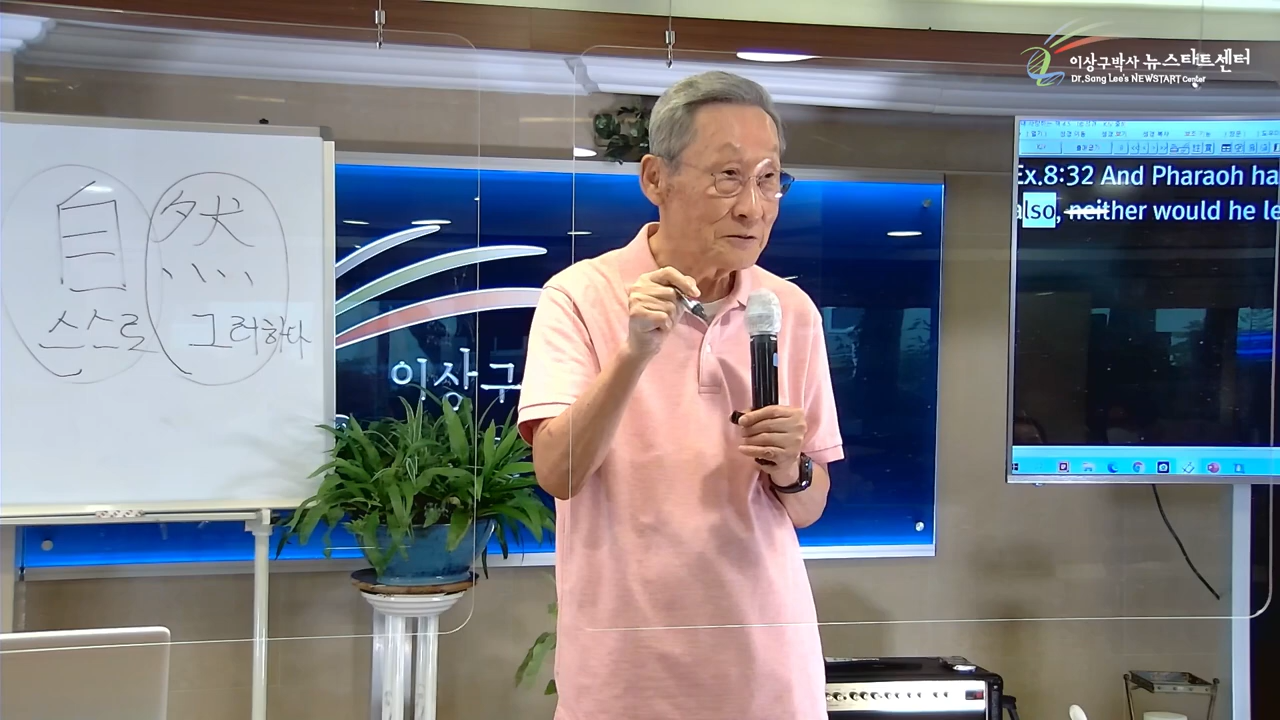 이상구박사 뉴스타트센터
Dr.Sang Lee's NEWSTART Center
自然
스스로 그러하다
이상구
Ex.8:32 And Pharaoh ha
also, neither would he le